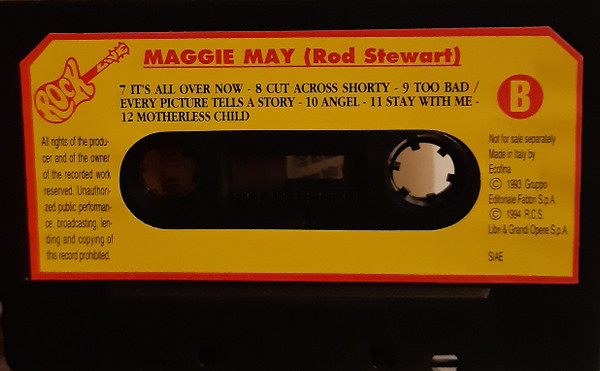 MAGGIE MAY (Rod Stewart)
ROCK
7 IT'S ALL OVER NOW - 8 CUT ACROSS SHORTY - 9 TOO BAD /
EVERY PICTURE TELLS A STORY - 10 ANGEL - 11 STAY WITH ME -
12 MOTHERLESS CHILD
B
All rights of the produ-
cer and of the owner
of the recorded work
reserved. Unauthori-
zed public performan-
ce, broadcasting, len-
ding and copying of
this record prohibited.
Not for sale separately
Made in Italy by
Ecofina
© 1993 Gruppo
Editoriale Fabbri S.p.A.
© 1994 R.C.S.
Libri & Grandi Opere S.p.A.
SIAE